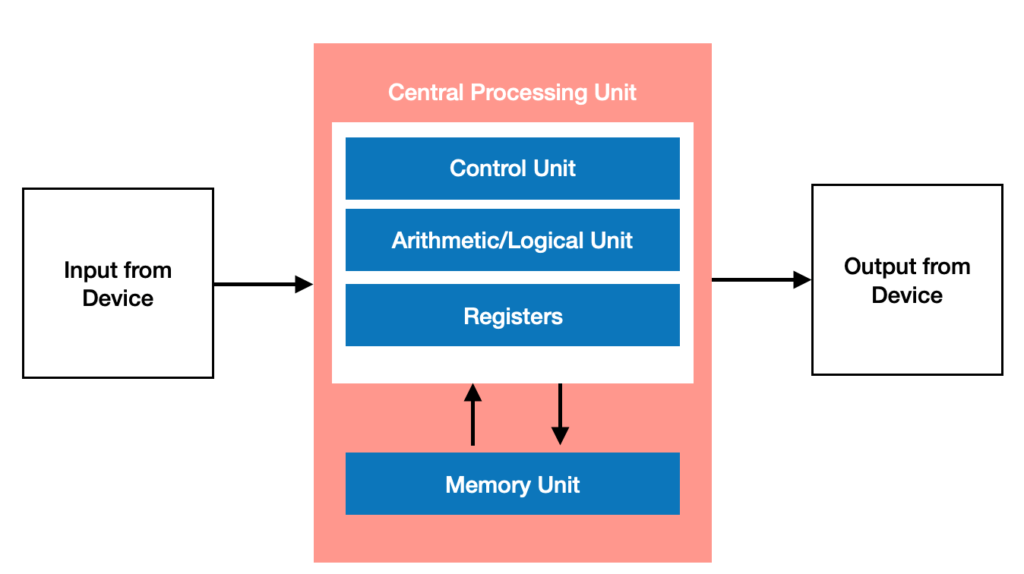 Central Processing Unit
Control Unit
Arithmetic/Logical Unit
Registers
Memory Unit
Input from
Device
Output from
Device